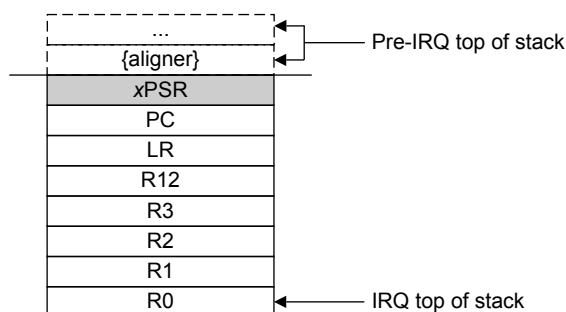 ...
Pre-IRQ top of stack
{aligner}
xPSR
PC
LR
R12
R3
R2
R1
R0
IRQ top of stack